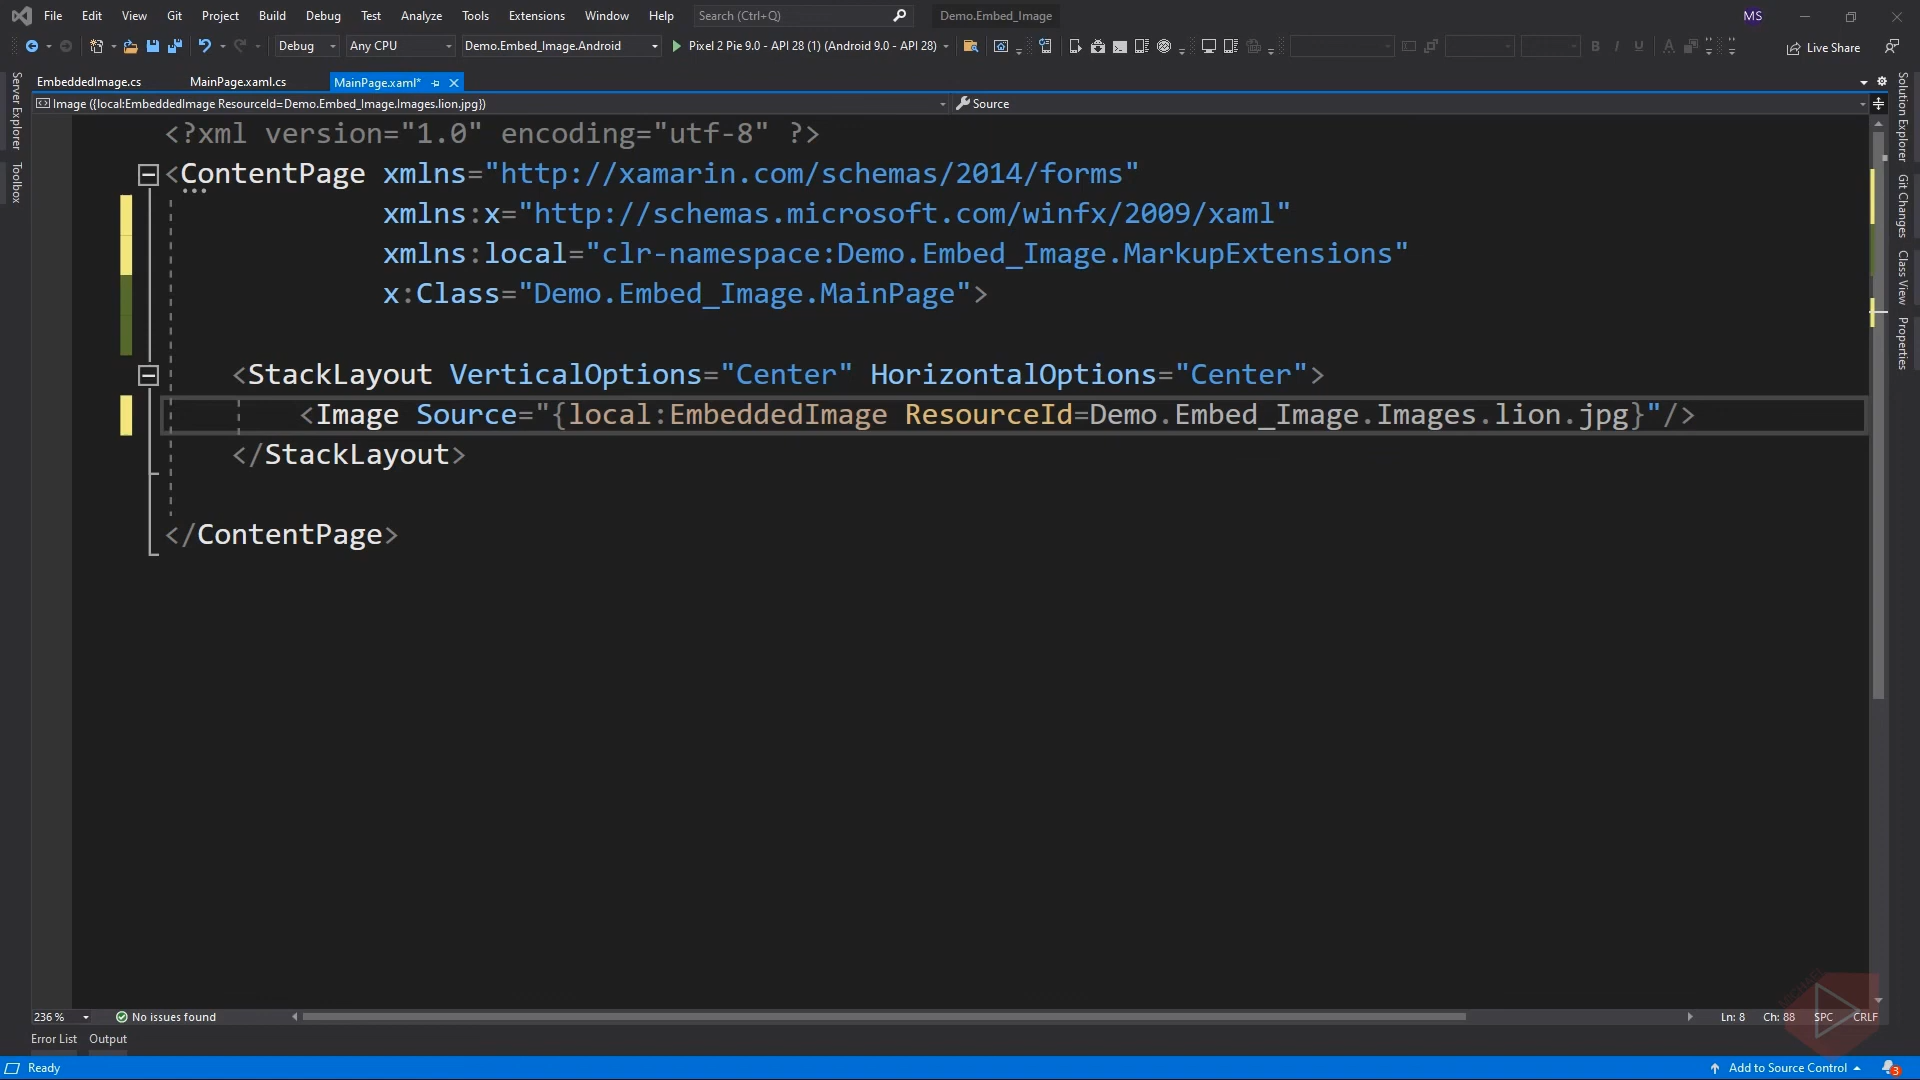 File Edit View Git Project Build Debug Test Analyze Tools Extensions Window Help Search (Ctrl+Q) Demo.Embed_Image MS
Debug Any CPU Demo.Embed_Image.Android Pixel 2 Pie 9.0 - API 28 (1) (Android 9.0 - API 28) B I U A Live Share
EmbeddedImage.cs MainPage.xaml.cs MainPage.xaml*
Image ({local:EmbeddedImage ResourceId=Demo.Embed_Image.Images.lion.jpg}) Source
Server Explorer
Toolbox
<?xml version="1.0" encoding="utf-8" ?>
<ContentPage xmlns="http://xamarin.com/schemas/2014/forms"
xmlns:x="http://schemas.microsoft.com/winfx/2009/xaml"
xmlns:local="clr-namespace:Demo.Embed_Image.MarkupExtensions"
x:Class="Demo.Embed_Image.MainPage">
<StackLayout VerticalOptions="Center" HorizontalOptions="Center">
<Image Source="{local:EmbeddedImage ResourceId=Demo.Embed_Image.Images.lion.jpg}"/>
</StackLayout>
</ContentPage>
Solution Explorer
Git Changes
Class View
Properties
236 % No issues found Ln: 8 Ch: 88 SPC CRLF
Error List Output
Ready Add to Source Control 3